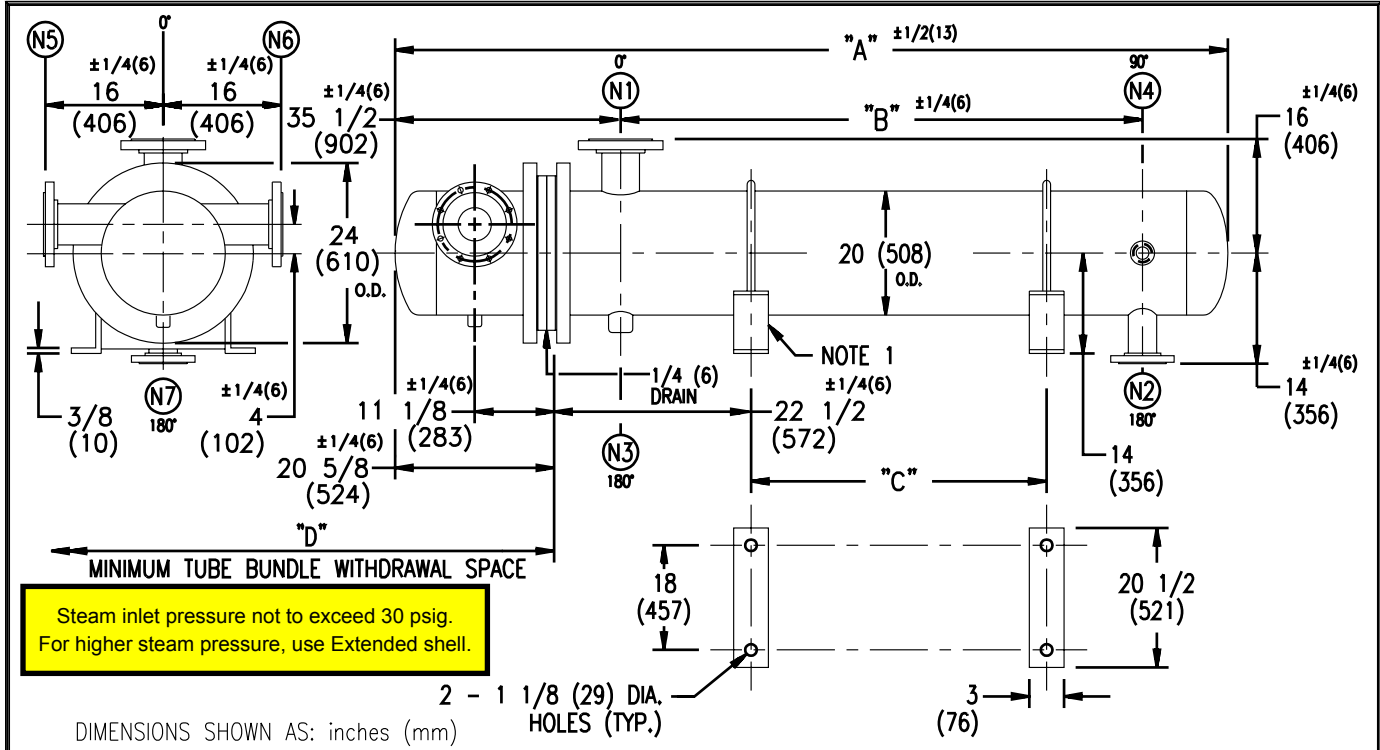 N5
0°
N6
±1/4(6)
±1/4(6)
16
(406)
16
(406)
±1/4(6)
35 1/2
(902)
0°
N1
"A" ±1/2(13)
"B" ±1/4(6)
90°
N4
±1/4(6)
16
(406)
24
(610)
O.D.
20 (508)
O.D.
NOTE 1
1/4 (6)
DRAIN
3/8
(10)
N7
180°
±1/4(6)
4
(102)
±1/4(6)
11 1/8
(283)
±1/4(6)
20 5/8
(524)
±1/4(6)
22 1/2
(572)
N3
180°
N2
180°
±1/4(6)
14
(356)
14
(356)
"C"
"D"
MINIMUM TUBE BUNDLE WITHDRAWAL SPACE
Steam inlet pressure not to exceed 30 psig.
For higher steam pressure, use Extended shell.
18
(457)
20 1/2
(521)
2 - 1 1/8 (29) DIA.
HOLES (TYP.)
3
(76)
DIMENSIONS SHOWN AS: inches (mm)